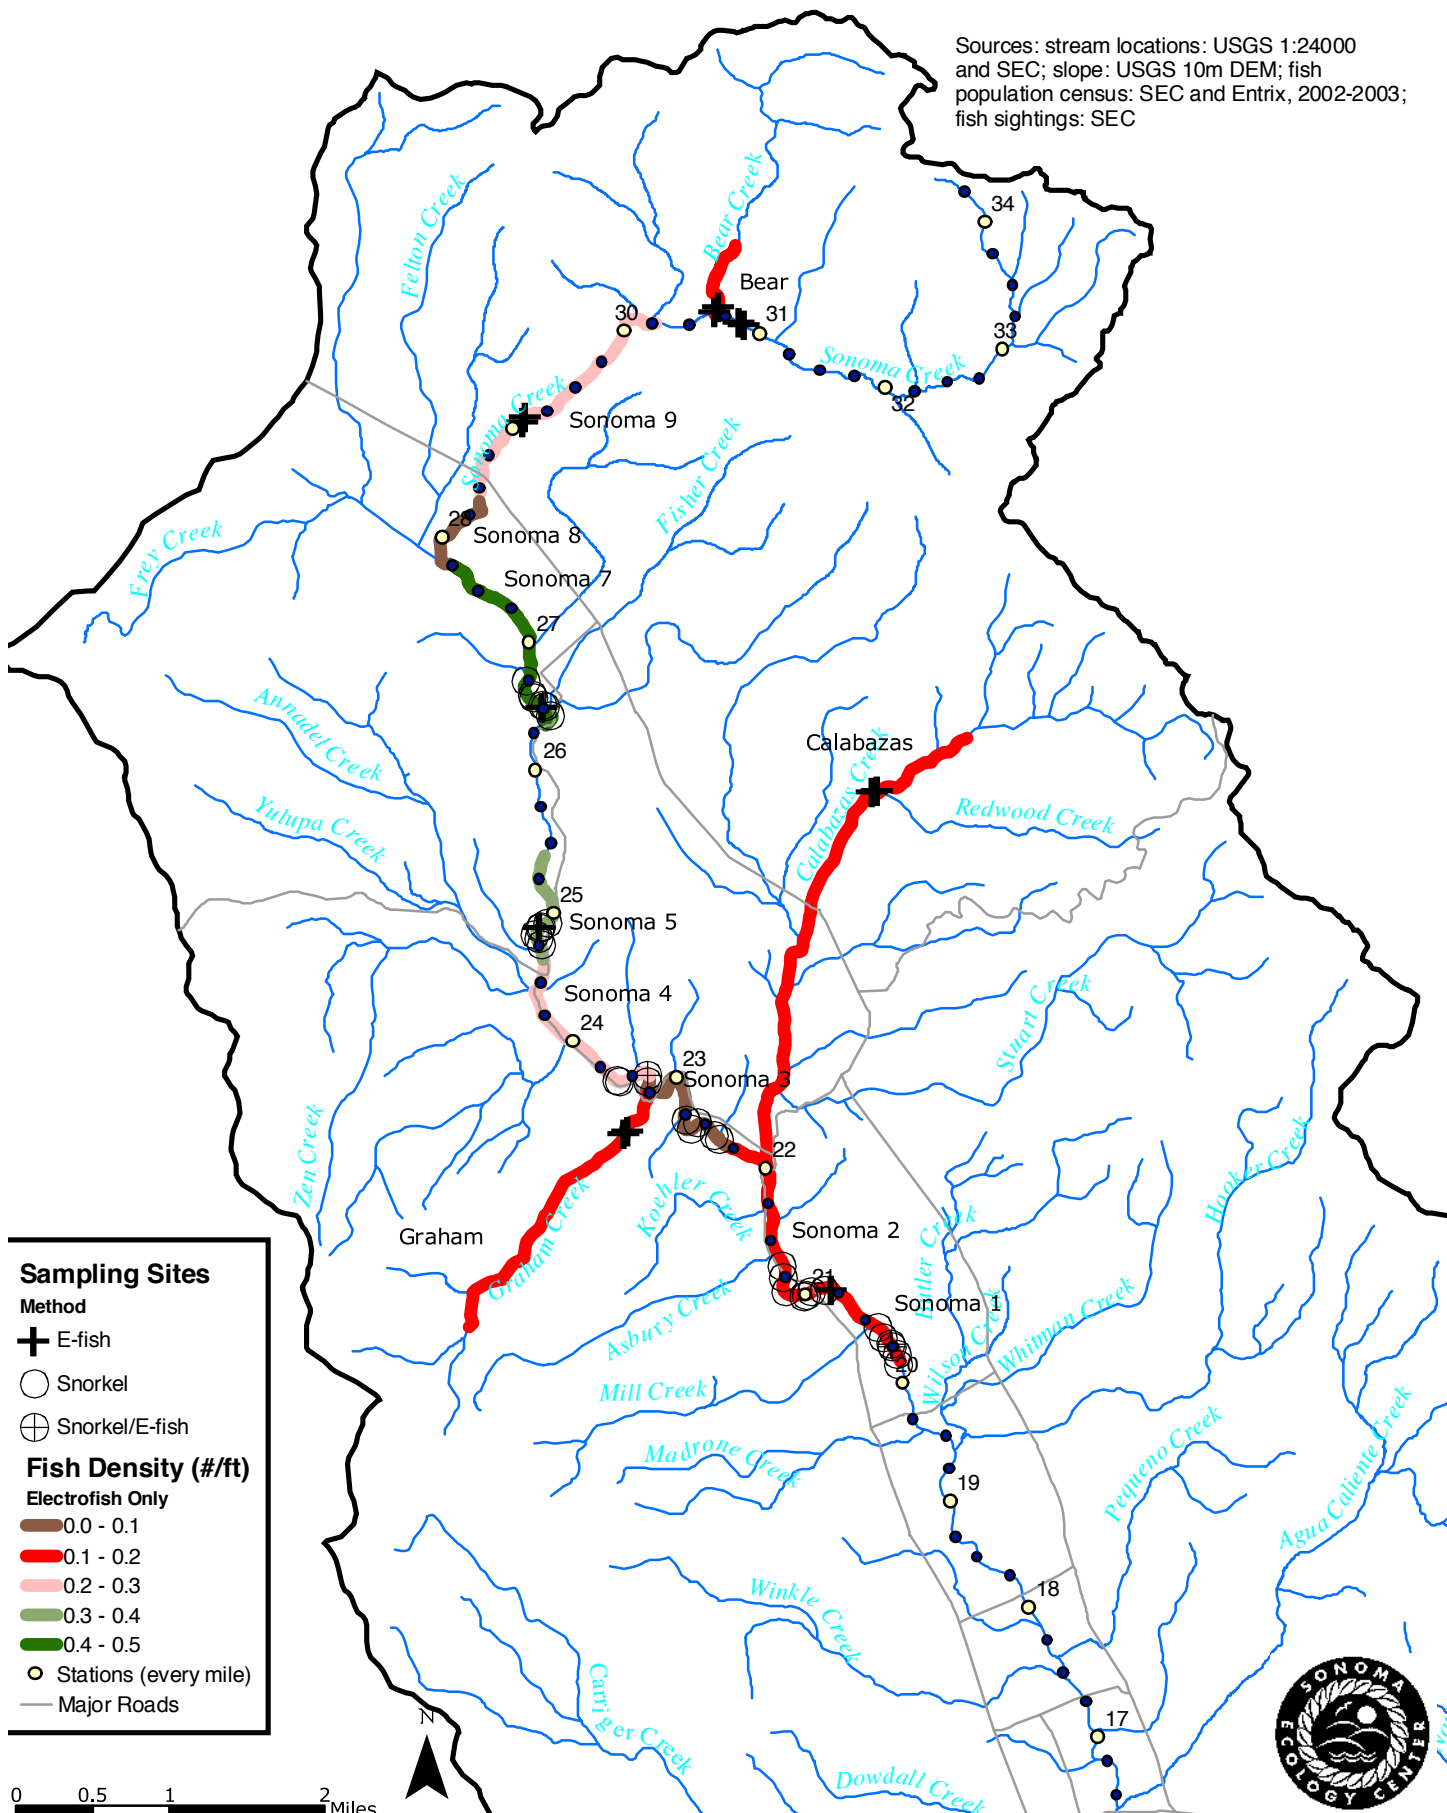 Sources: stream locations: USGS 1:24000
and SEC; slope: USGS 10m DEM; fish
population census: SEC and Entrix, 2002-2003;
fish sightings: SEC
Bear Creek
Felton Creek
34
Bear
30
31
33
Sonoma Creek
32
Sonoma Creek
Sonoma 9
Fisher Creek
28
Sonoma 8
Frey Creek
Sonoma 7
27
Annadel Creek
26
Calabazas
Calabazas Creek
Redwood Creek
Yulupa Creek
25
Sonoma 5
Sonoma 4
Stuart Creek
24
23
Sonoma 3
Zen Creek
22
Hooker Creek
Koehler Creek
Graham
Graham Creek
Sonoma 2
Butler Creek
21
Sonoma 1
Asbury Creek
Wilson Creek
Whitman Creek
20
Mill Creek
Madrone Creek
Pequeno Creek
Agua Caliente Creek
19
Winkle Creek
18
Carriger Creek
17
Dowdall Creek
Sampling Sites
Method
E-fish
Snorkel
Snorkel/E-fish
Fish Density (#/ft)
Electrofish Only
0.0 - 0.1
0.1 - 0.2
0.2 - 0.3
0.3 - 0.4
0.4 - 0.5
Stations (every mile)
Major Roads
N
0 0.5 1 2
Miles
SONOMA
ECOLOGY CENTER